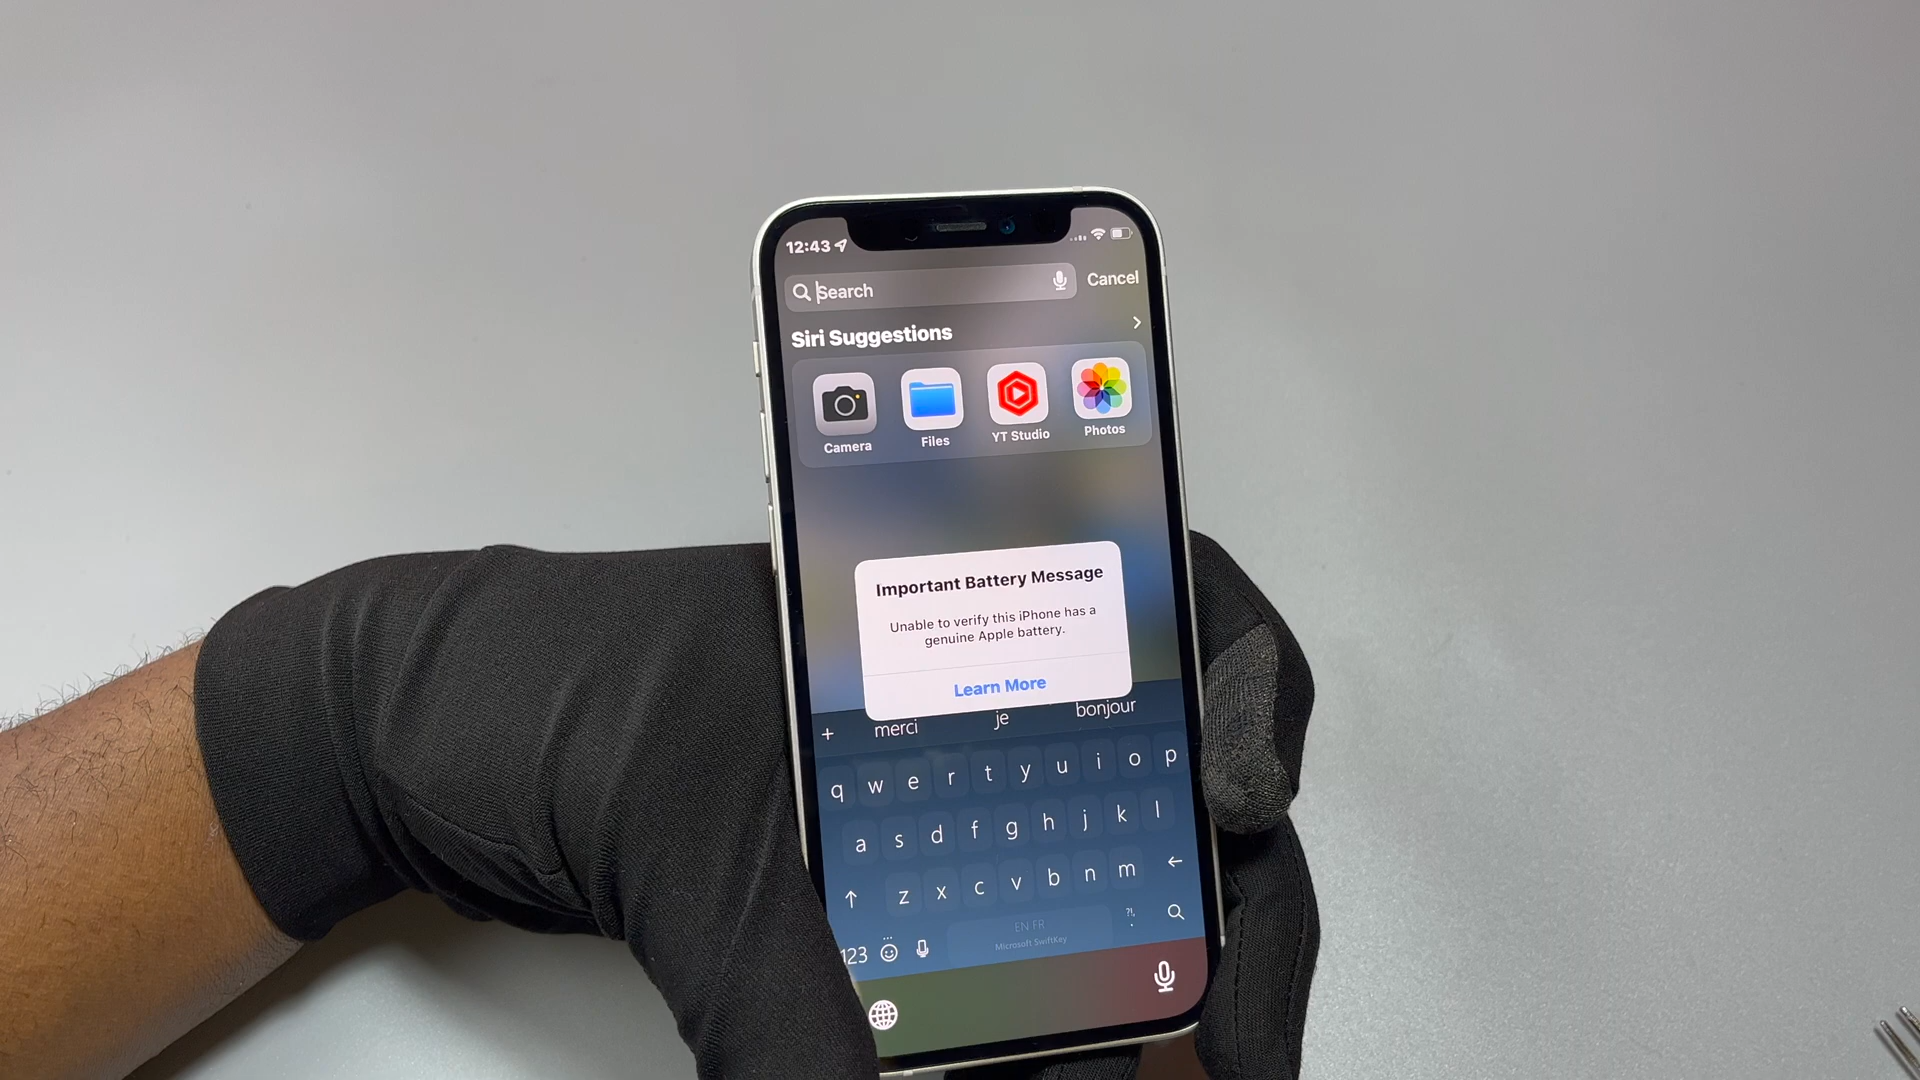 12:43
Search
Cancel
Siri Suggestions
Camera
Files
YT Studio
Photos
Important Battery Message
Unable to verify this iPhone has a
genuine Apple battery.
Learn More
+ merci je bonjour
q w e r t y u i o p
a s d f g h j k l
z x c v b n m
123
EN FR
Microsoft SwiftKey
?!,
.